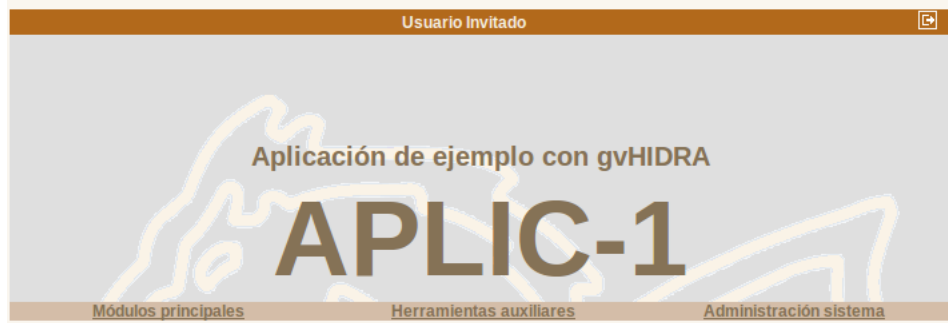 Usuario Invitado
Aplicación de ejemplo con gvHIDRA
APLIC-1
Módulos principales Herramientas auxiliares Administración sistema